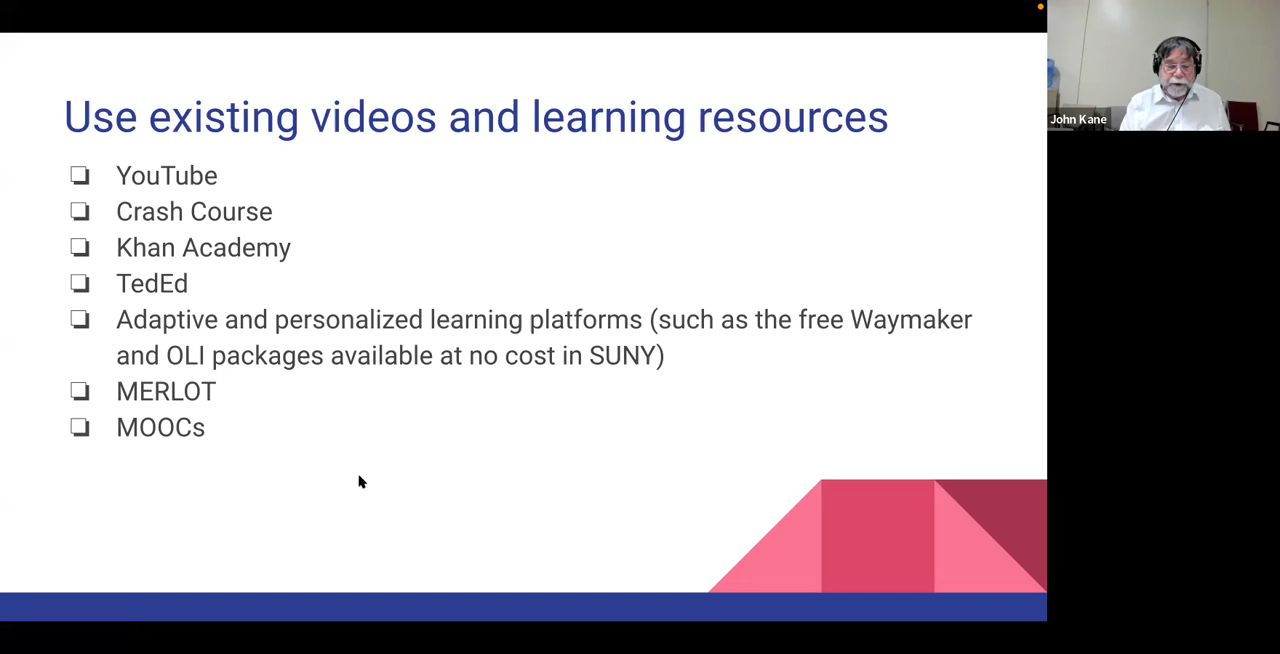 Use existing videos and learning resources
YouTube
Crash Course
Khan Academy
TedEd
Adaptive and personalized learning platforms (such as the free Waymaker
and OLI packages available at no cost in SUNY)
MERLOT
MOOCs
John Kane